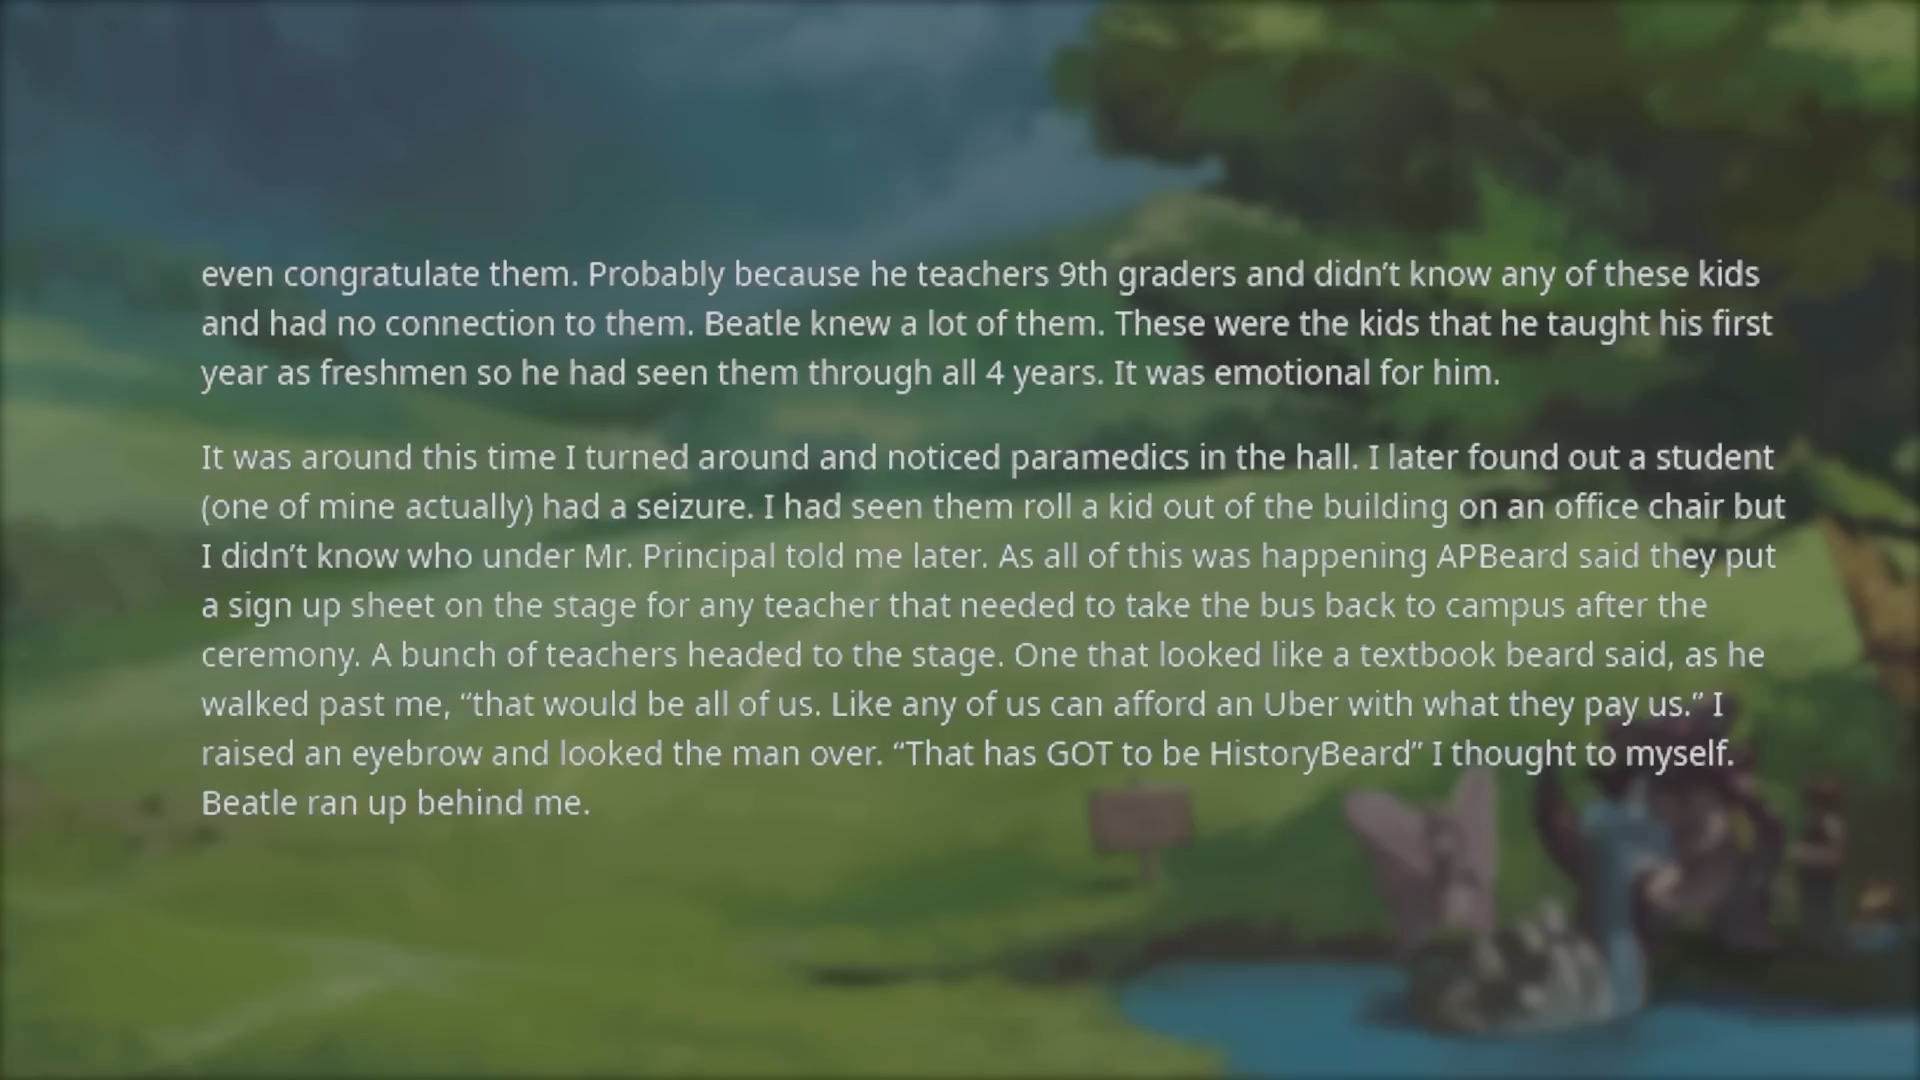 even congratulate them. Probably because he teachers 9th graders and didn’t know any of these kids
and had no connection to them. Beatle knew a lot of them. These were the kids that he taught his first
year as freshmen so he had seen them through all 4 years. It was emotional for him.
It was around this time I turned around and noticed paramedics in the hall. I later found out a student
(one of mine actually) had a seizure. I had seen them roll a kid out of the building on an office chair but
I didn’t know who under Mr. Principal told me later. As all of this was happening APBeard said they put
a sign up sheet on the stage for any teacher that needed to take the bus back to campus after the
ceremony. A bunch of teachers headed to the stage. One that looked like a textbook beard said, as he
walked past me, “that would be all of us. Like any of us can afford an Uber with what they pay us.” I
raised an eyebrow and looked the man over. “That has GOT to be HistoryBeard” I thought to myself.
Beatle ran up behind me.